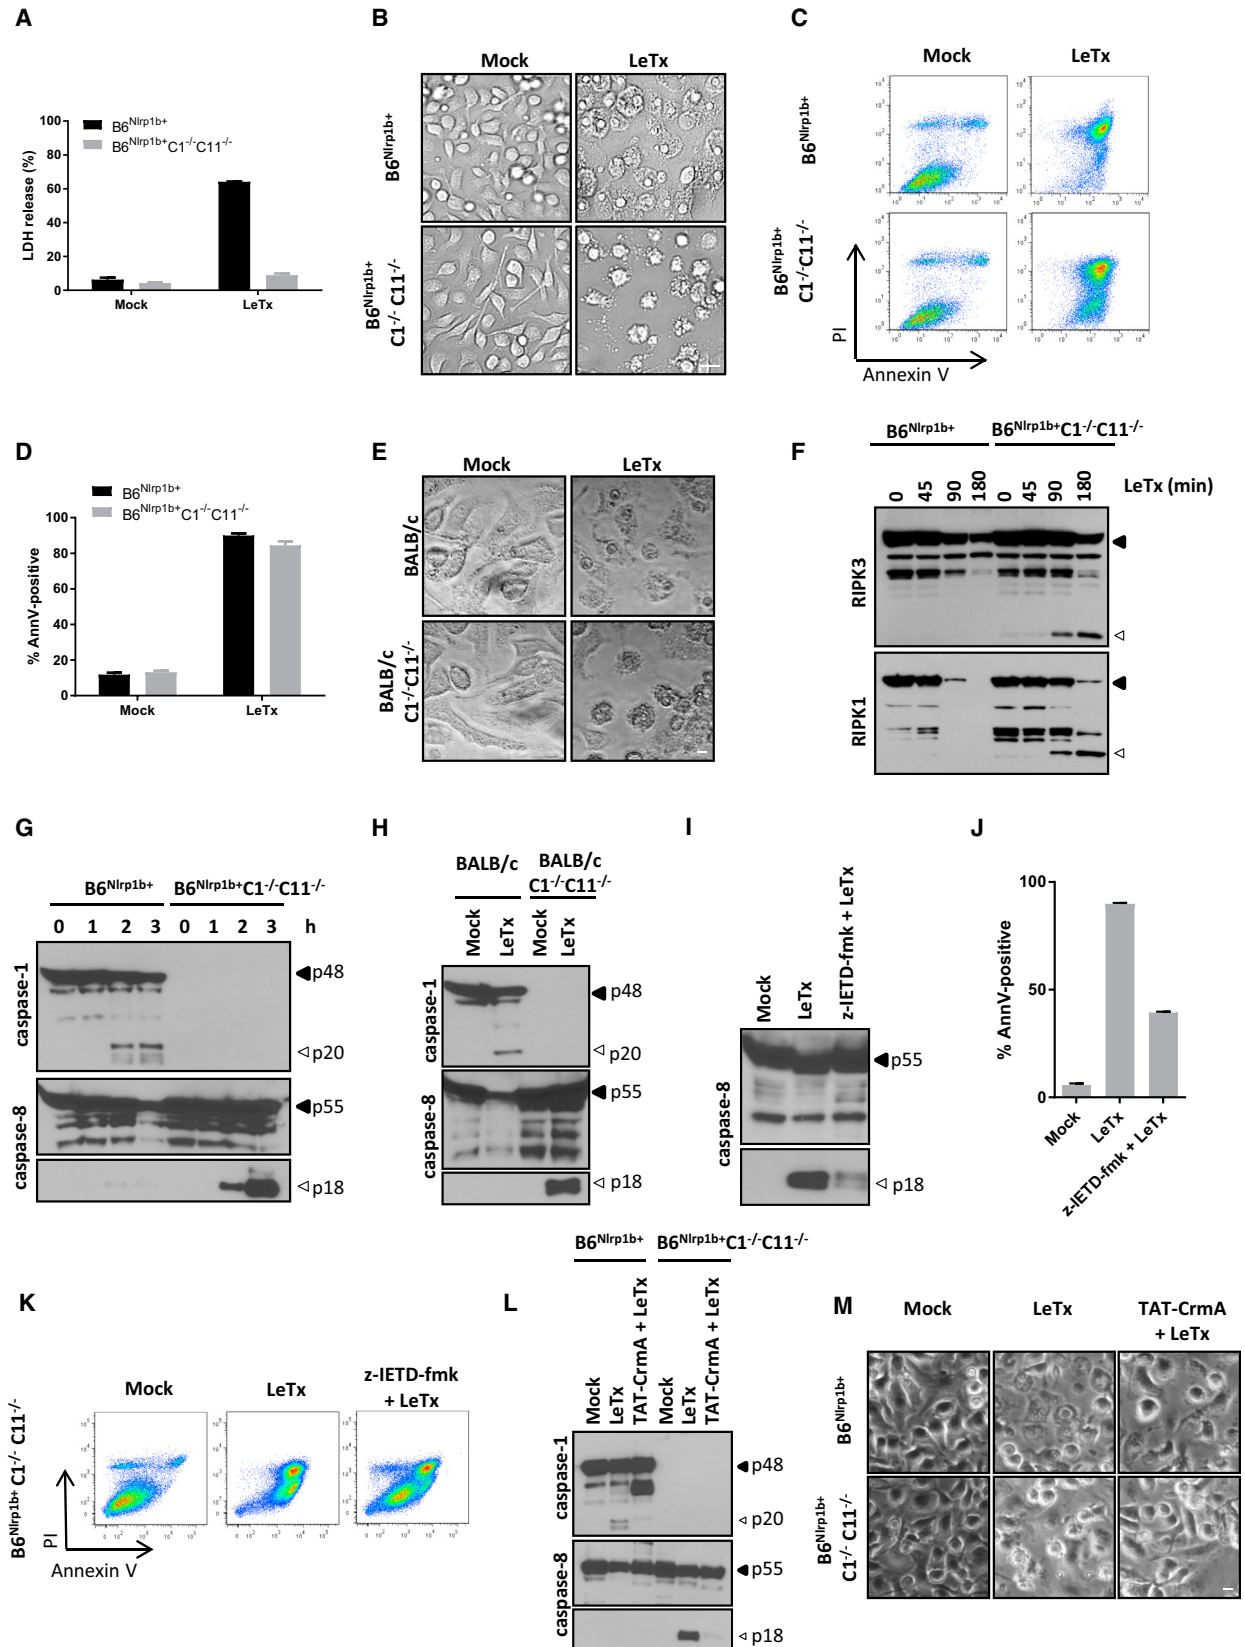 A
B6Nlrp1b+
B6Nlrp1b+C1-/-C11-/-
LDH release (%)
100
80
60
40
20
0
Mock
LeTx
B
Mock
LeTx
B6Nlrp1b+
B6Nlrp1b+
C1-/- C11-/-
C
Mock
LeTx
B6Nlrp1b+
B6Nlrp1b+
C1-/-C11-/-
PI
Annexin V
D
B6Nlrp1b+
B6Nlrp1b+C1-/-C11-/-
% AnnV-positive
100
80
60
40
20
0
Mock
LeTx
E
Mock
LeTx
BALB/c
BALB/c
C1-/-C11-/-
F
B6Nlrp1b+
B6Nlrp1b+C1-/-C11-/-
0 45 90 180 0 45 90 180 LeTx (min)
RIPK3
RIPK1
G
B6Nlrp1b+
B6Nlrp1b+C1-/-C11-/-
0 1 2 3 0 1 2 3 h
caspase-1
p48
p20
caspase-8
p55
p18
H
BALB/c
BALB/c
C1-/-C11-/-
Mock
LeTx
Mock
LeTx
caspase-1
p48
p20
caspase-8
p55
p18
I
Mock
LeTx
z-IETD-fmk + LeTx
caspase-8
p55
p18
J
% AnnV-positive
100
50
0
Mock
LeTx
z-IETD-fmk + LeTx
K
Mock
LeTx
z-IETD-fmk
+ LeTx
B6Nlrp1b+ C1-/- C11-/-
PI
Annexin V
L
B6Nlrp1b+
B6Nlrp1b+C1-/-C11-/-
Mock
LeTx
TAT-CrmA + LeTx
Mock
LeTx
TAT-CrmA + LeTx
caspase-1
p48
p20
caspase-8
p55
p18
M
Mock
LeTx
TAT-CrmA
+ LeTx
B6Nlrp1b+
B6Nlrp1b+
C1-/- C11-/-